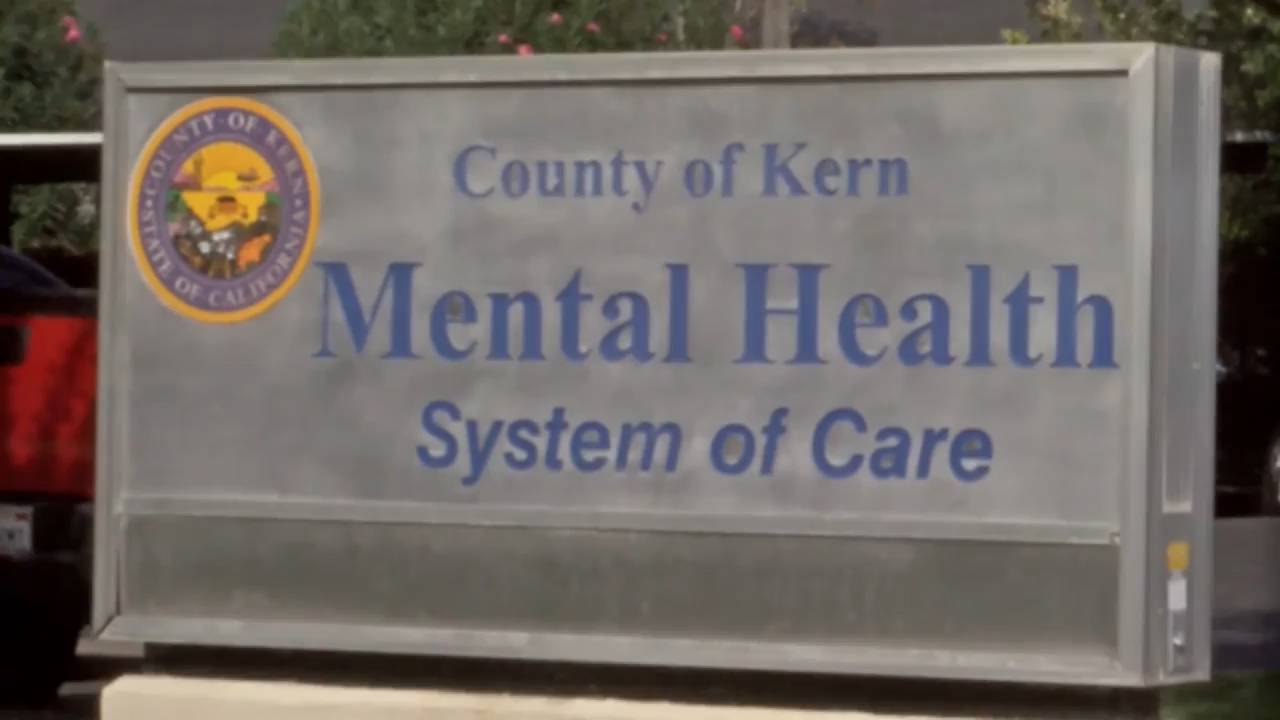 COUNTY OF KERN
STATE OF CALIFORNIA
County of Kern
Mental Health
System of Care